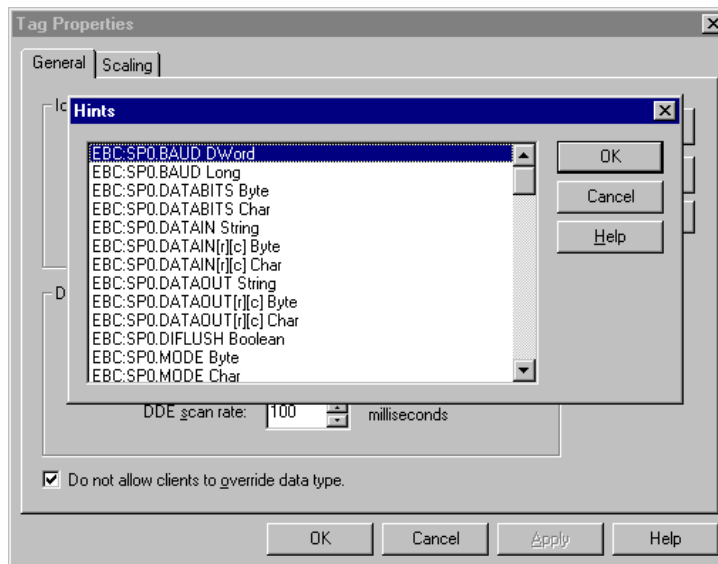 Tag Properties
General
Scaling
Hints
EBC:SP0.BAUD DWord
EBC:SP0.BAUD Long
EBC:SP0.DATABITS Byte
EBC:SP0.DATABITS Char
EBC:SP0.DATAIN String
EBC:SP0.DATAIN[r][c] Byte
EBC:SP0.DATAIN[r][c] Char
EBC:SP0.DATAOUT String
EBC:SP0.DATAOUT[r][c] Byte
EBC:SP0.DATAOUT[r][c] Char
EBC:SP0.DIFLUSH Boolean
EBC:SP0.MODE Byte
EBC:SP0.MODE Char
OK
Cancel
Help
DDE scan rate: 100 milliseconds
Do not allow clients to override data type.
OK Cancel Apply Help